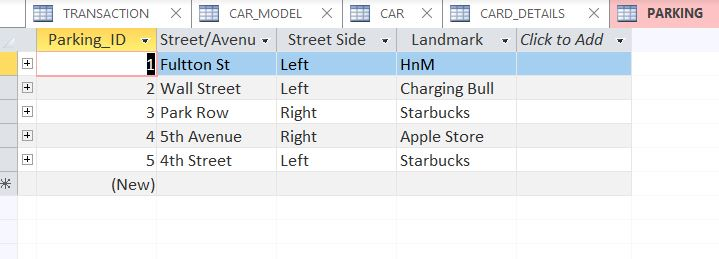 TRANSACTION CAR_MODEL CAR CARD_DETAILS PARKING
Parking_ID Street/Avenu Street Side Landmark Click to Add
1 Fultton St Left HnM
2 Wall Street Left Charging Bull
3 Park Row Right Starbucks
4 5th Avenue Right Apple Store
5 4th Street Left Starbucks
(New)